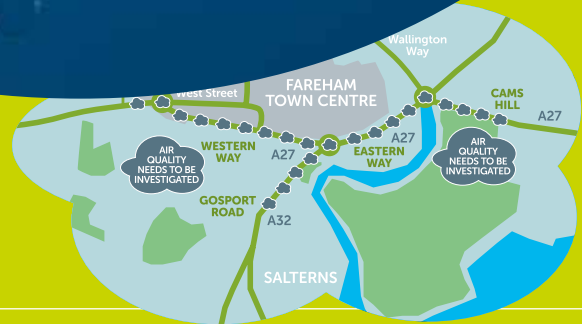 Wallington
Way
West Street
FAREHAM
TOWN CENTRE
CAMS
HILL
A27
A27
EASTERN
WAY
WESTERN
WAY
A27
AIR
QUALITY
NEEDS TO BE
INVESTIGATED
AIR
QUALITY
NEEDS TO BE
INVESTIGATED
GOSPORT
ROAD
A32
SALTERNS